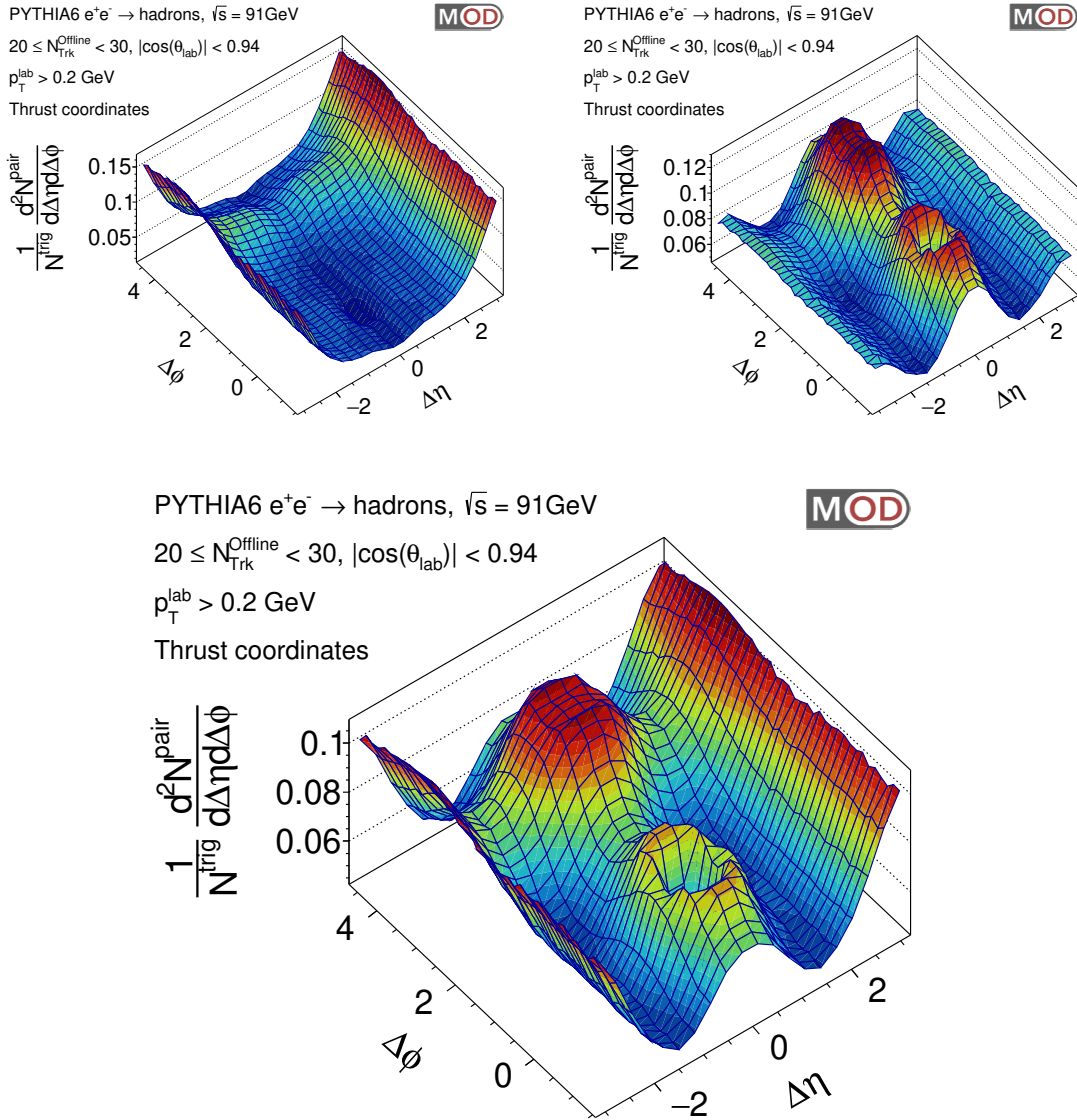 PYTHIA6 e⁺e⁻ → hadrons, √s = 91GeV
MOD
20 ≤ N_Trk^Offline < 30, |cos(θ_lab)| < 0.94
p_T^lab > 0.2 GeV
Thrust coordinates
1/N^trig d²N^pair/dΔηdΔφ
0.15
0.1
0.05
4
2
0
Δφ
−2
0
2
Δη
PYTHIA6 e⁺e⁻ → hadrons, √s = 91GeV
MOD
20 ≤ N_Trk^Offline < 30, |cos(θ_lab)| < 0.94
p_T^lab > 0.2 GeV
Thrust coordinates
1/N^trig d²N^pair/dΔηdΔφ
0.12
0.1
0.08
0.06
4
2
0
Δφ
−2
0
2
Δη
PYTHIA6 e⁺e⁻ → hadrons, √s = 91GeV
MOD
20 ≤ N_Trk^Offline < 30, |cos(θ_lab)| < 0.94
p_T^lab > 0.2 GeV
Thrust coordinates
1/N^trig d²N^pair/dΔηdΔφ
0.1
0.08
0.06
4
2
0
Δφ
−2
0
2
Δη